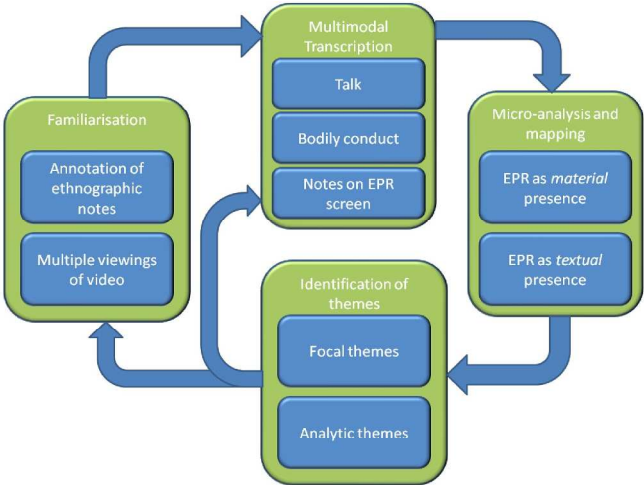 Familiarisation
Annotation of
ethnographic
notes
Multiple viewings
of video
Multimodal
Transcription
Talk
Bodily conduct
Notes on EPR
screen
Micro-analysis and
mapping
EPR as material
presence
EPR as textual
presence
Identification of
themes
Focal themes
Analytic themes